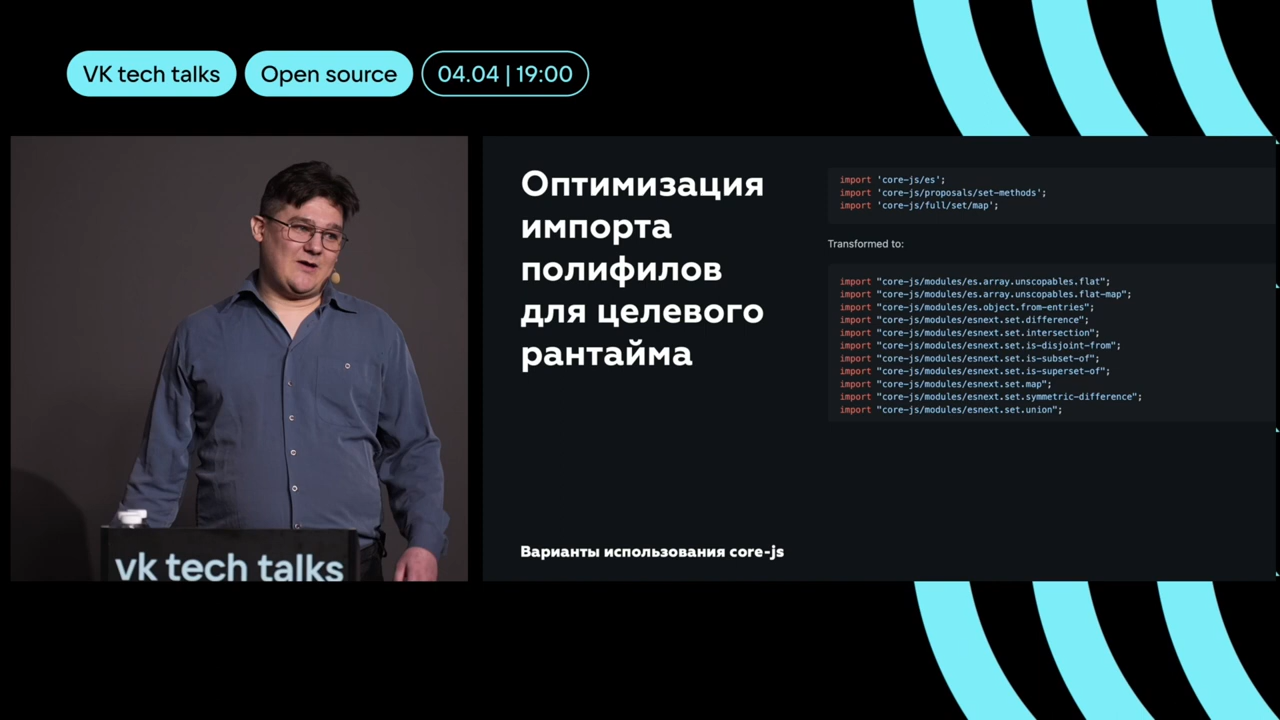 VK tech talks
Open source
04.04 | 19:00
Оптимизация
импорта
полифилов
для целевого
рантайма
import 'core-js/es';
import 'core-js/proposals/set-methods';
import 'core-js/full/set/map';
Transformed to:
import "core-js/modules/es.array.unscopables.flat";
import "core-js/modules/es.array.unscopables.flat-map";
import "core-js/modules/es.object.from-entries";
import "core-js/modules/esnext.set.difference";
import "core-js/modules/esnext.set.intersection";
import "core-js/modules/esnext.set.is-disjoint-from";
import "core-js/modules/esnext.set.is-subset-of";
import "core-js/modules/esnext.set.is-superset-of";
import "core-js/modules/esnext.set.map";
import "core-js/modules/esnext.set.symmetric-difference";
import "core-js/modules/esnext.set.union";
Варианты использования core-js
vk tech talks